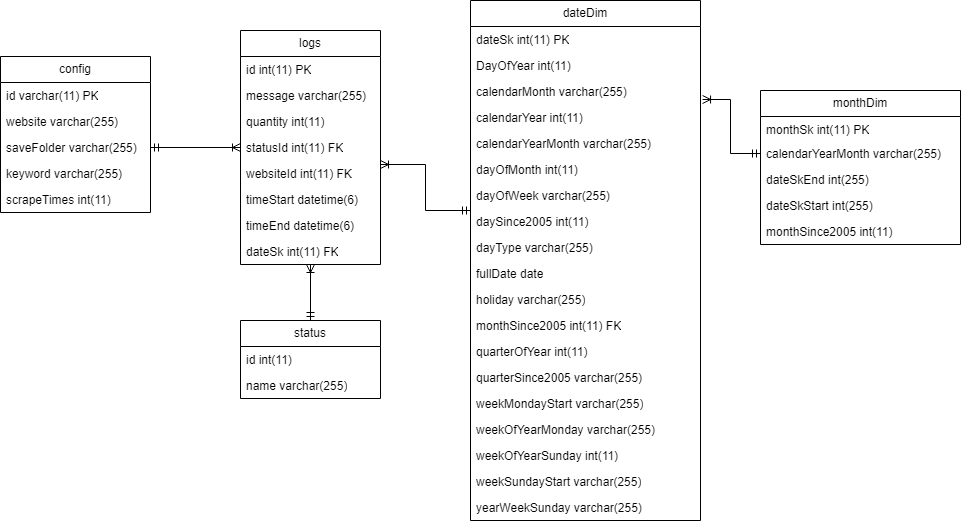 config
id varchar(11) PK
website varchar(255)
saveFolder varchar(255)
keyword varchar(255)
scrapeTimes int(11)
logs
id int(11) PK
message varchar(255)
quantity int(11)
statusId int(11) FK
websiteId int(11) FK
timeStart datetime(6)
timeEnd datetime(6)
dateSk int(11) FK
status
id int(11)
name varchar(255)
dateDim
dateSk int(11) PK
DayOfYear int(11)
calendarMonth varchar(255)
calendarYear int(11)
calendarYearMonth varchar(255)
dayOfMonth int(11)
dayOfWeek varchar(255)
daySince2005 int(11)
dayType varchar(255)
fullDate date
holiday varchar(255)
monthSince2005 int(11) FK
quarterOfYear int(11)
quarterSince2005 varchar(255)
weekMondayStart varchar(255)
weekOfYearMonday varchar(255)
weekOfYearSunday int(11)
weekSundayStart varchar(255)
yearWeekSunday varchar(255)
monthDim
monthSk int(11) PK
calendarYearMonth varchar(255)
dateSkEnd int(255)
dateSkStart int(255)
monthSince2005 int(11)